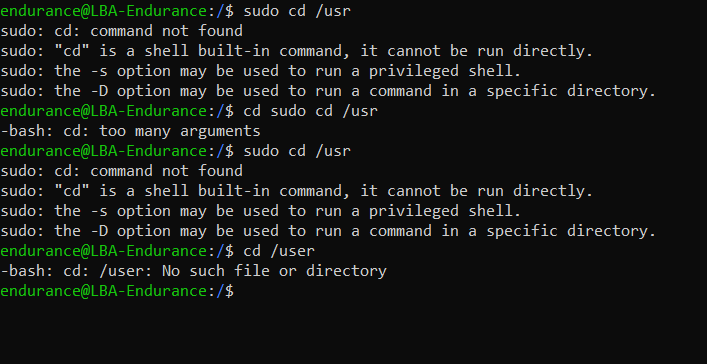 endurance@LBA-Endurance:/$ sudo cd /usr
sudo: cd: command not found
sudo: "cd" is a shell built-in command, it cannot be run directly.
sudo: the -s option may be used to run a privileged shell.
sudo: the -D option may be used to run a command in a specific directory.
endurance@LBA-Endurance:/$ cd sudo cd /usr
-bash: cd: too many arguments
endurance@LBA-Endurance:/$ sudo cd /usr
sudo: cd: command not found
sudo: "cd" is a shell built-in command, it cannot be run directly.
sudo: the -s option may be used to run a privileged shell.
sudo: the -D option may be used to run a command in a specific directory.
endurance@LBA-Endurance:/$ cd /user
-bash: cd: /user: No such file or directory
endurance@LBA-Endurance:/$